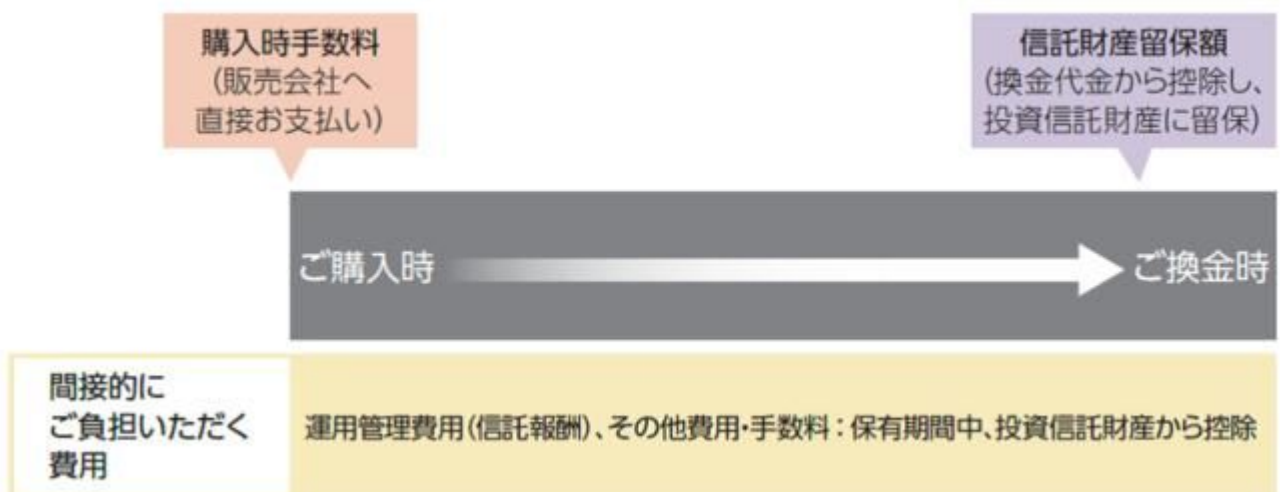 購入時手数料
(販売会社へ
直接お支払い)
信託財産留保額
(換金代金から控除し、
投資信託財産に留保)
ご購入時
ご換金時
間接的に
ご負担いただく
費用
運用管理費用(信託報酬)、その他費用・手数料：保有期間中、投資信託財産から控除